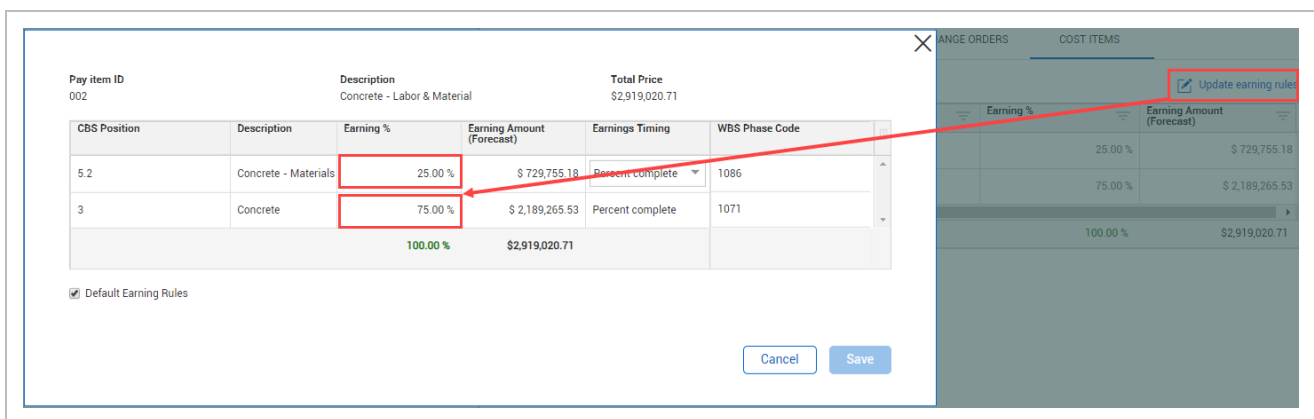 ANGE ORDERS COST ITEMS
Update earning rules
Pay item ID Description Total Price
002 Concrete - Labor & Material $2,919,020.71
CBS Position Description Earning % Earning Amount (Forecast) Earnings Timing WBS Phase Code
5.2 Concrete - Materials 25.00 % $ 729,755.18 Percent complete 1086
3 Concrete 75.00 % $ 2,189,265.53 Percent complete 1071
100.00 % $2,919,020.71
Default Earning Rules
Cancel Save
Earning % Earning Amount (Forecast)
25.00 % $ 729,755.18
75.00 % $ 2,189,265.53
100.00 % $2,919,020.71